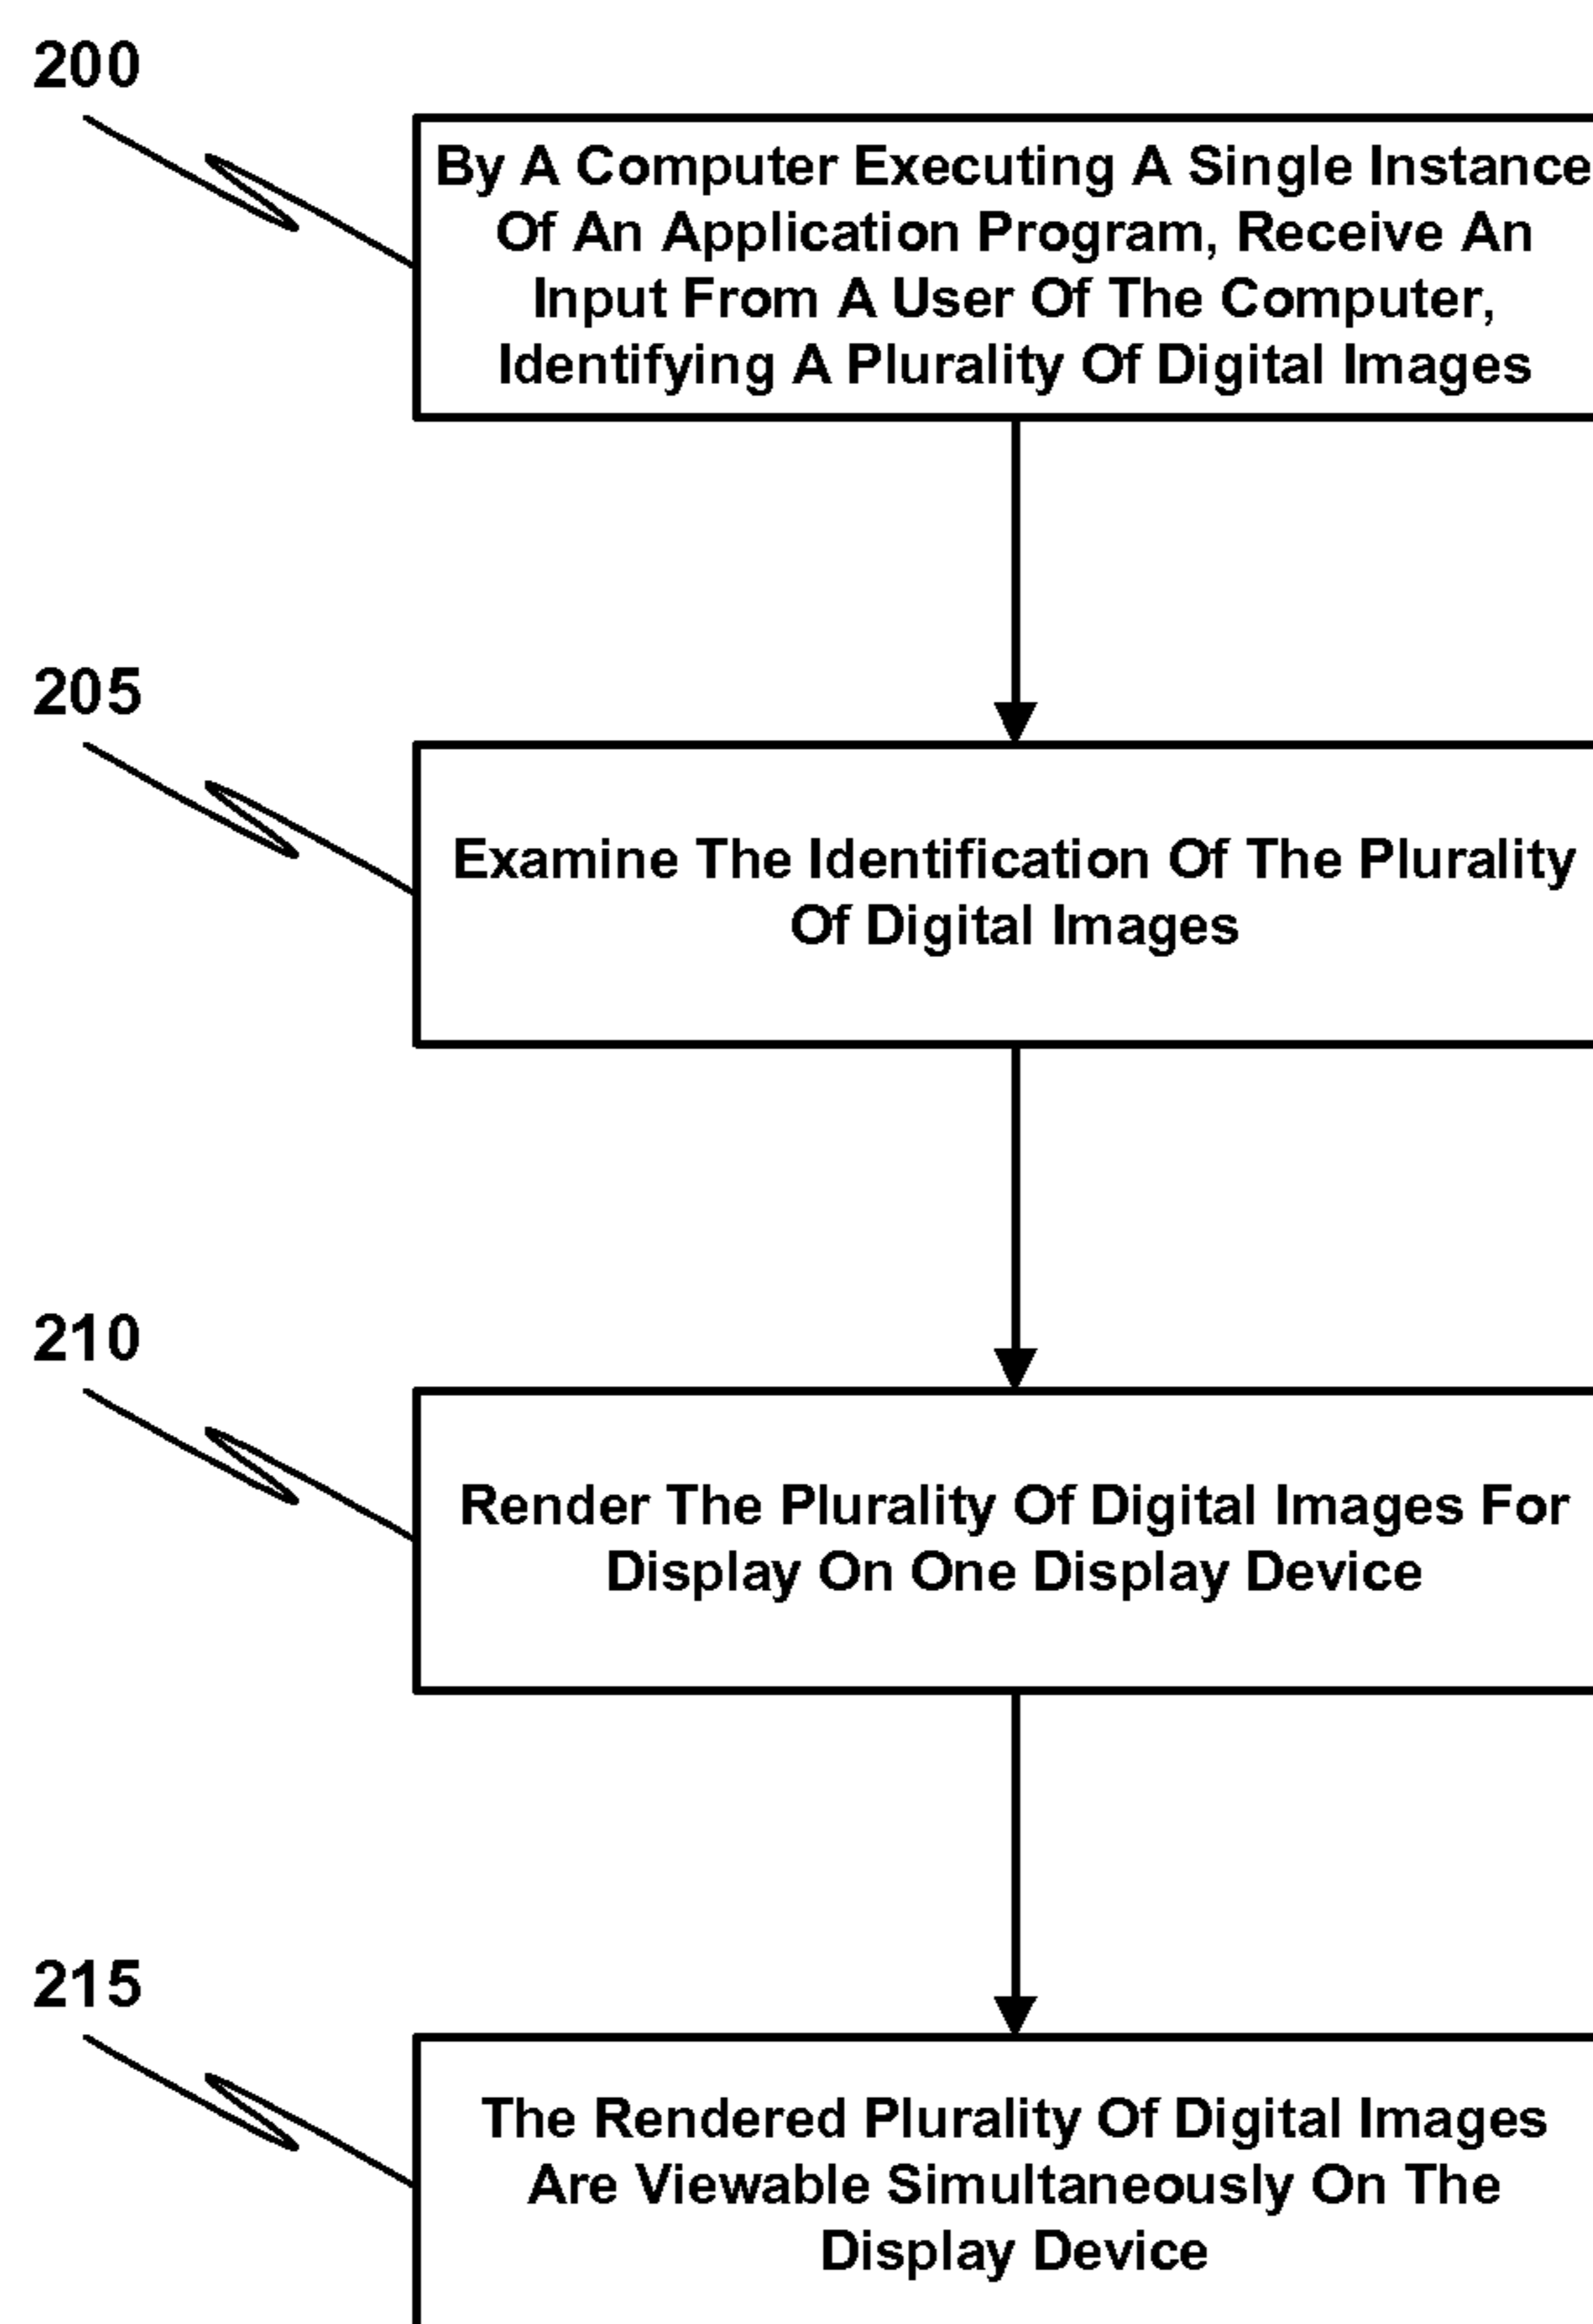 200
By A Computer Executing A Single Instance
Of An Application Program, Receive An
Input From A User Of The Computer,
Identifying A Plurality Of Digital Images
205
Examine The Identification Of The Plurality
Of Digital Images
210
Render The Plurality Of Digital Images For
Display On One Display Device
215
The Rendered Plurality Of Digital Images
Are Viewable Simultaneously On The
Display Device